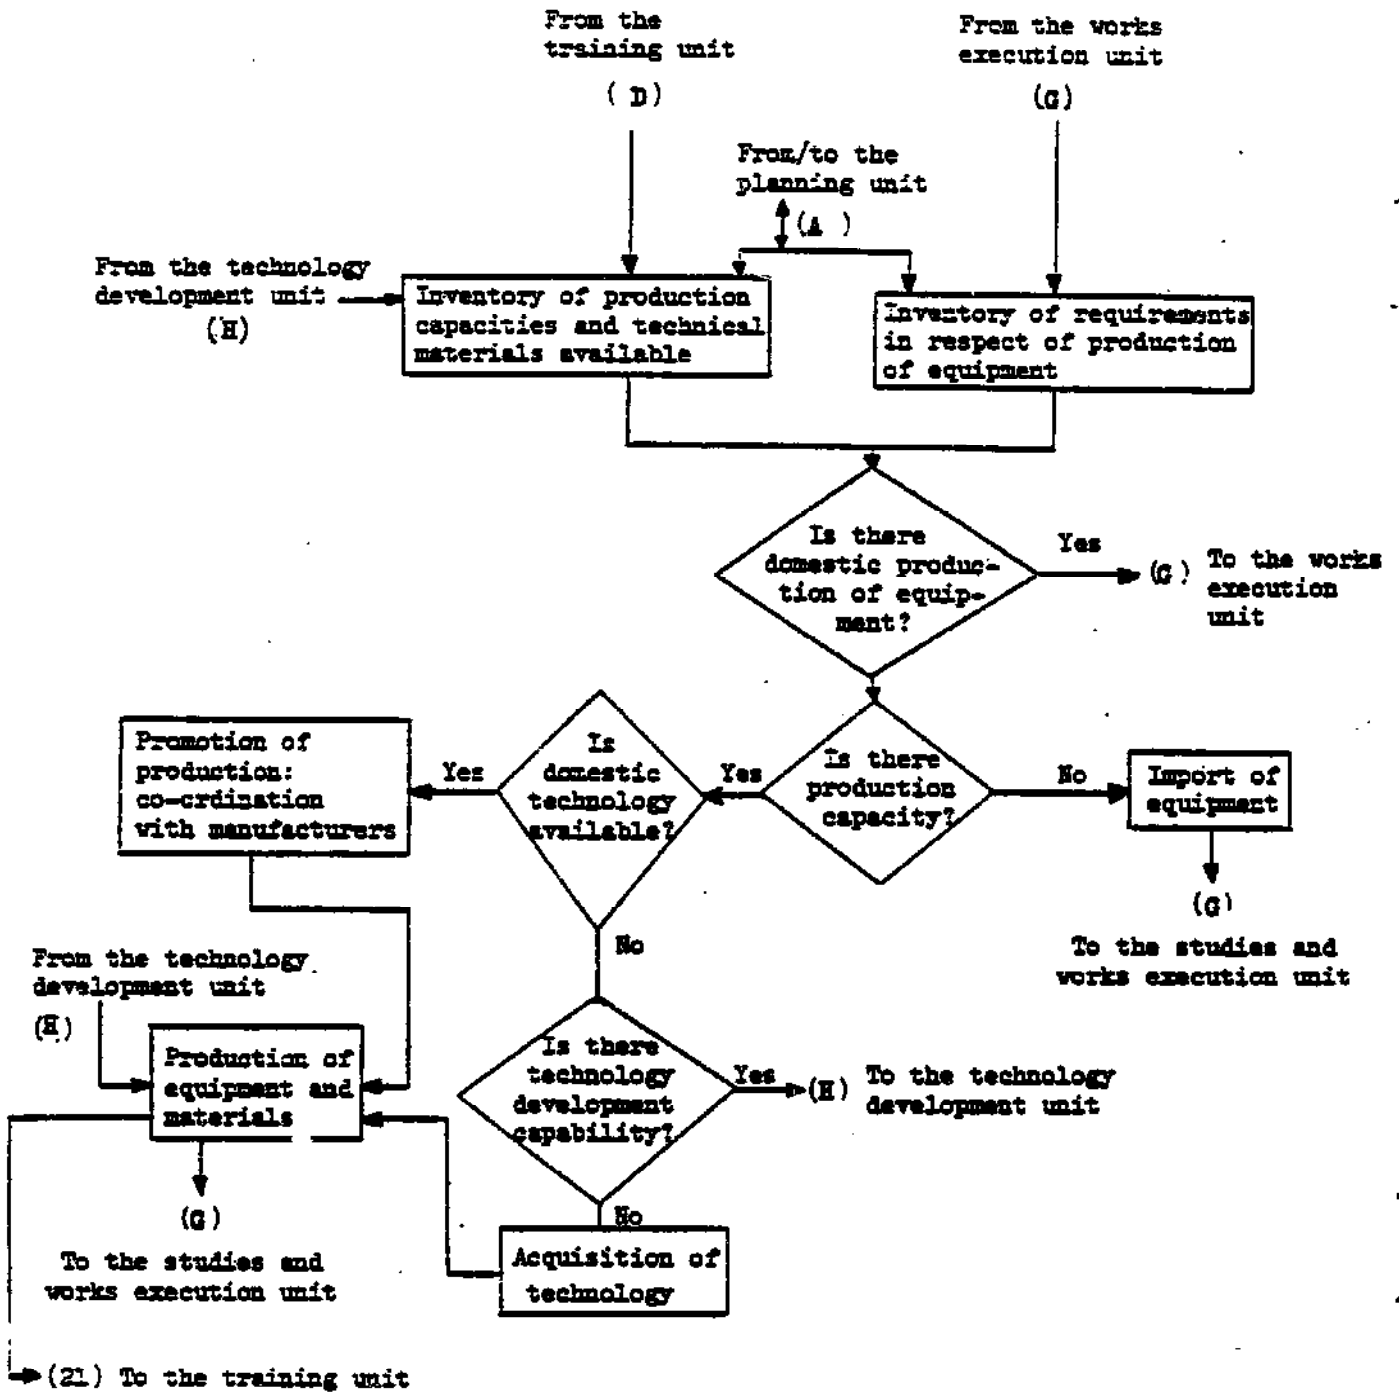 From the
training unit
(D)
From the works
execution unit
(G)
From/to the
planning unit
(A )
From the technology
development unit
(H)
Inventory of production
capacities and technical
materials available
Inventory of requirements
in respect of production
of equipment
Is there
domestic produc-
tion of equip-
ment?
Yes
(G) To the works
execution
unit
Promotion of
production:
co-ordination
with manufacturers
Yes
Is
domestic
technology
available?
Yes
Is there
production
capacity?
No
Import of
equipment
(G)
To the studies and
works execution unit
No
From the technology
development unit
(H)
Production of
equipment and
materials
Is there
technology
development
capability?
Yes
(H) To the technology
development unit
(G)
To the studies and
works execution unit
No
Acquisition of
technology
(21) To the training unit